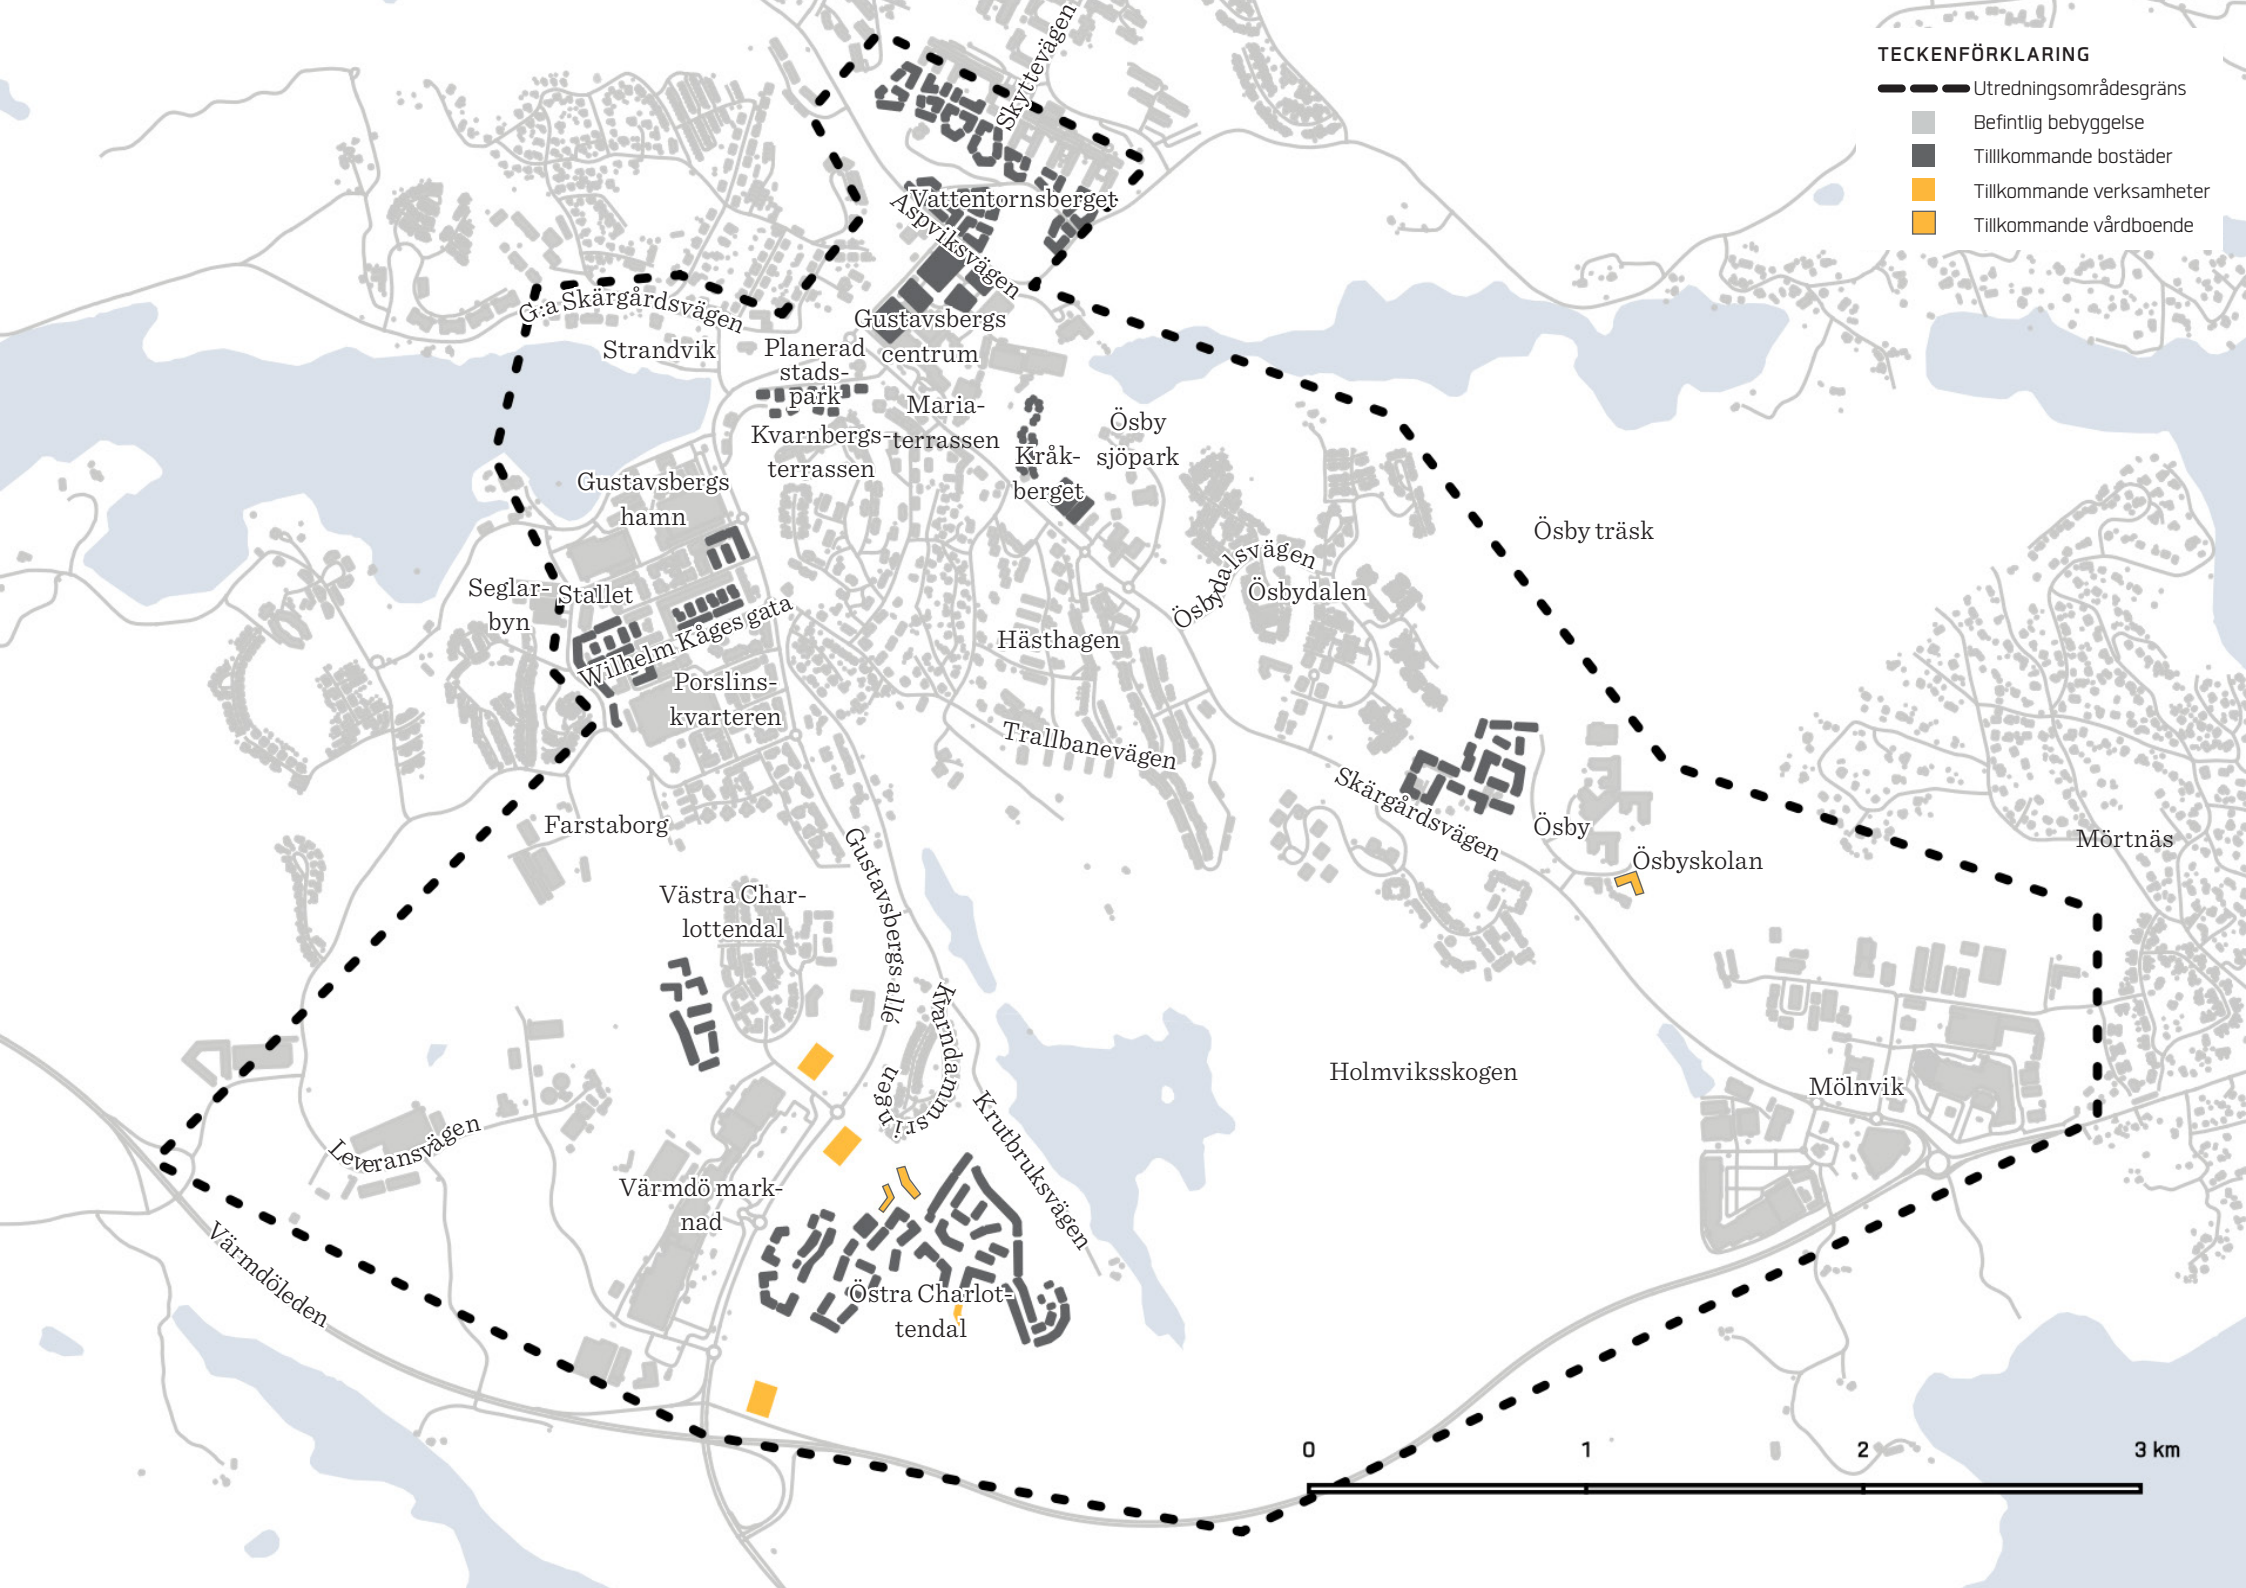 TECKENFÖRKLARING
Utredningsområdesgräns
Befintlig bebyggelse
Tilllkommande bostäder
Tillkommande verksamheter
Tillkommande vårdboende
Skyttevägen
Vattentornsberget
Aspviksvägen
G:a Skärgårdsvägen
Gustavsbergs
centrum
Strandvik
Planerad
stads-
park
Maria-
terrassen
Kvarnbergs-
terrassen
Ösby
sjöpark
Kråk-
berget
Gustavsbergs
hamn
Ösby träsk
Ösbydalsvägen
Ösbydalen
Seglar-
byn
Stallet
Wilhelm Kåges gata
Hästhagen
Porslins-
kvarteren
Trallbanevägen
Skärgårdsvägen
Farstaborg
Ösby
Ösbyskolan
Mörtnäs
Västra Char-
lottendal
Gustavsbergs allé
Kvarndammsringen
Krutbruksvägen
Holmviksskogen
Mölnvik
Leveransvägen
Värmdö mark-
nad
Värmdöleden
Östra Charlot-
tendal
0 1 2 3 km